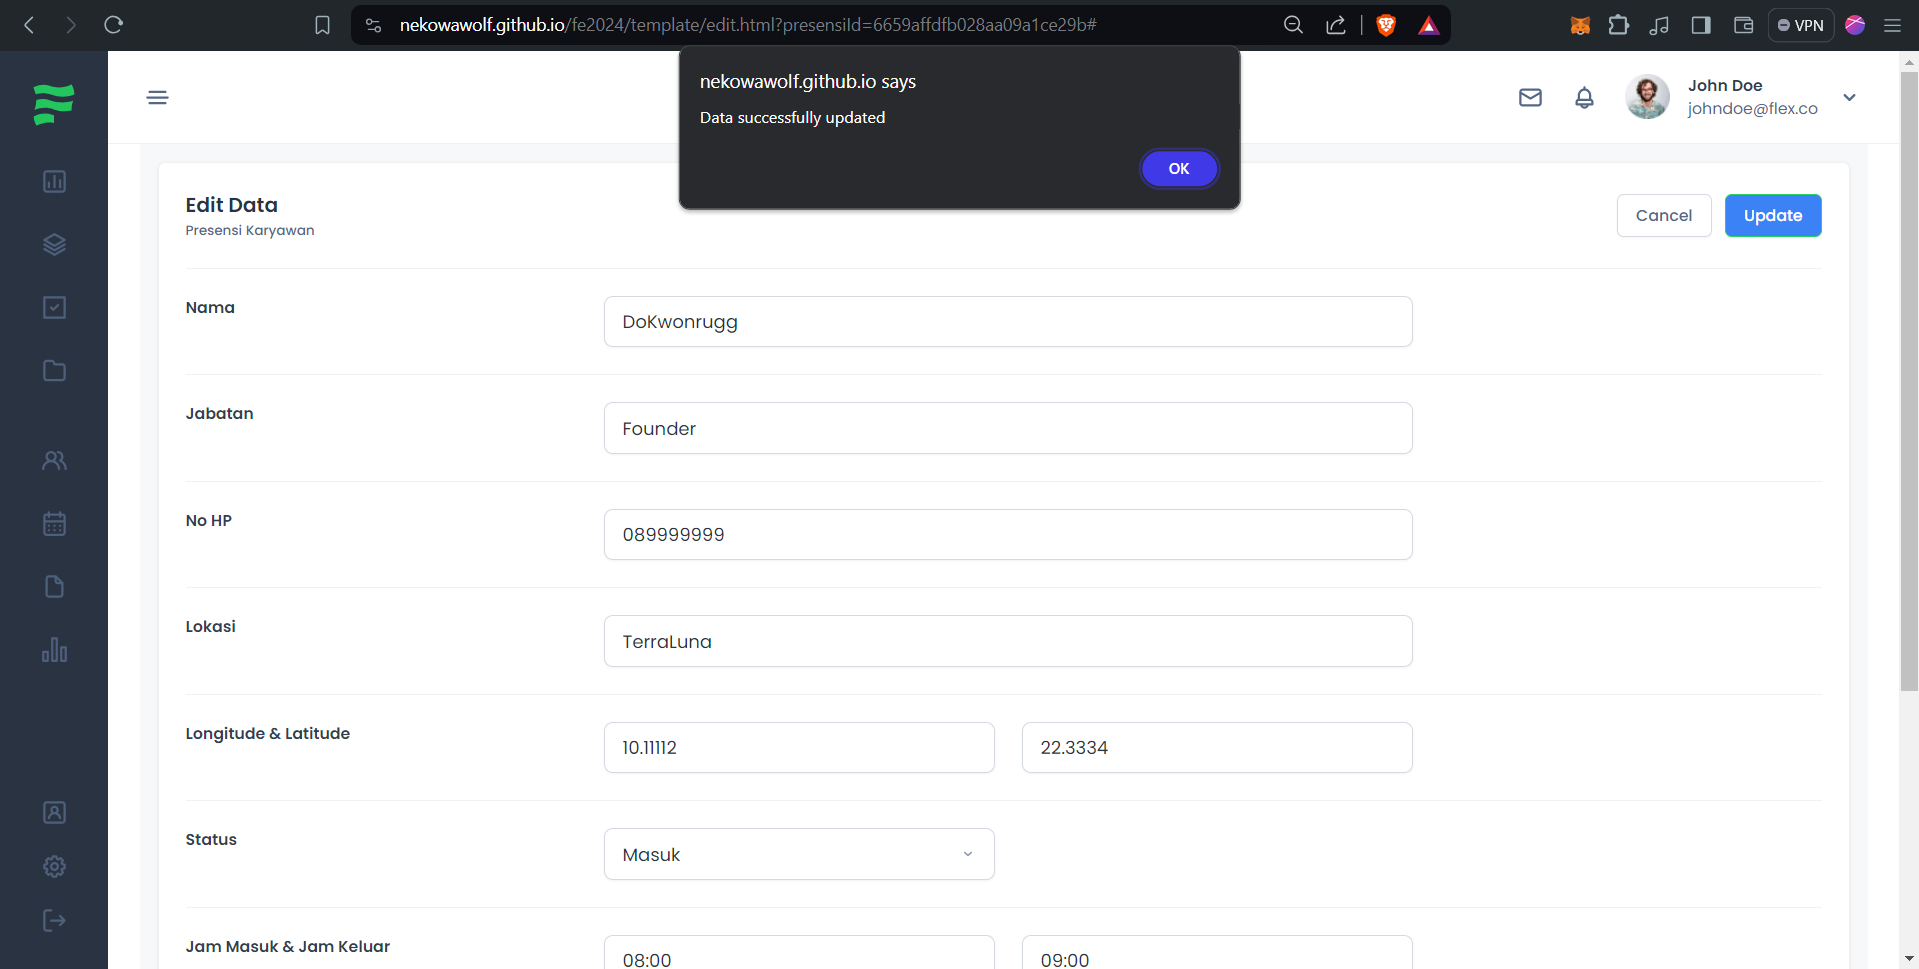 nekowawolf.github.io/fe2024/template/edit.html?presensiId=6659affdfb028aa09a1ce29b#
VPN
nekowawolf.github.io says
Data successfully updated
OK
John Doe
johndoe@flex.co
Edit Data
Presensi Karyawan
Cancel
Update
Nama
DoKwonrugg
Jabatan
Founder
No HP
089999999
Lokasi
TerraLuna
Longitude & Latitude
10.11112
22.3334
Status
Masuk
Jam Masuk & Jam Keluar
08:00
09:00